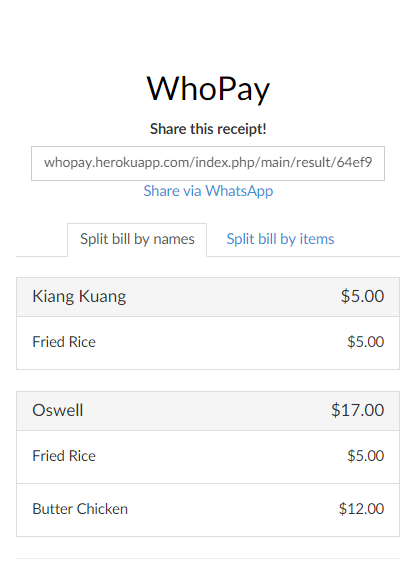 WhoPay
Share this receipt!
whopay.herokuapp.com/index.php/main/result/64ef9
Share via WhatsApp
Split bill by names Split bill by items
Kiang Kuang $5.00
Fried Rice $5.00
Oswell $17.00
Fried Rice $5.00
Butter Chicken $12.00